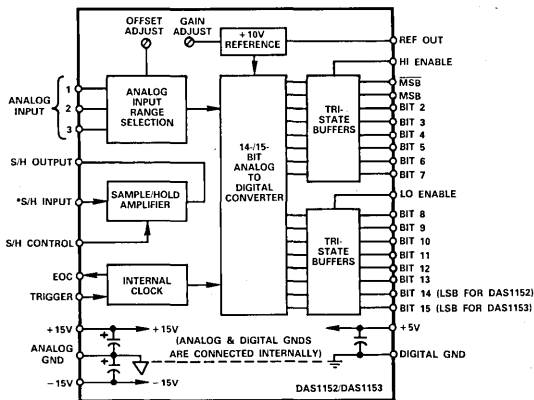 OFFSET ADJUST
GAIN ADJUST
+10V REFERENCE
REF OUT
HI ENABLE
ANALOG INPUT
1
2
3
ANALOG INPUT RANGE SELECTION
14-/15-BIT ANALOG TO DIGITAL CONVERTER
TRI-STATE BUFFERS
MSB
MSB
BIT 2
BIT 3
BIT 4
BIT 5
BIT 6
BIT 7
S/H OUTPUT
*S/H INPUT
SAMPLE/HOLD AMPLIFIER
S/H CONTROL
LO ENABLE
TRI-STATE BUFFERS
BIT 8
BIT 9
BIT 10
BIT 11
BIT 12
BIT 13
BIT 14 (LSB FOR DAS1152)
BIT 15 (LSB FOR DAS1153)
EOC
TRIGGER
INTERNAL CLOCK
+15V
+15V
ANALOG GND
-15V
-15V
(ANALOG & DIGITAL GNDS
ARE CONNECTED INTERNALLY)
+5V
DIGITAL GND
DAS1152/DAS1153